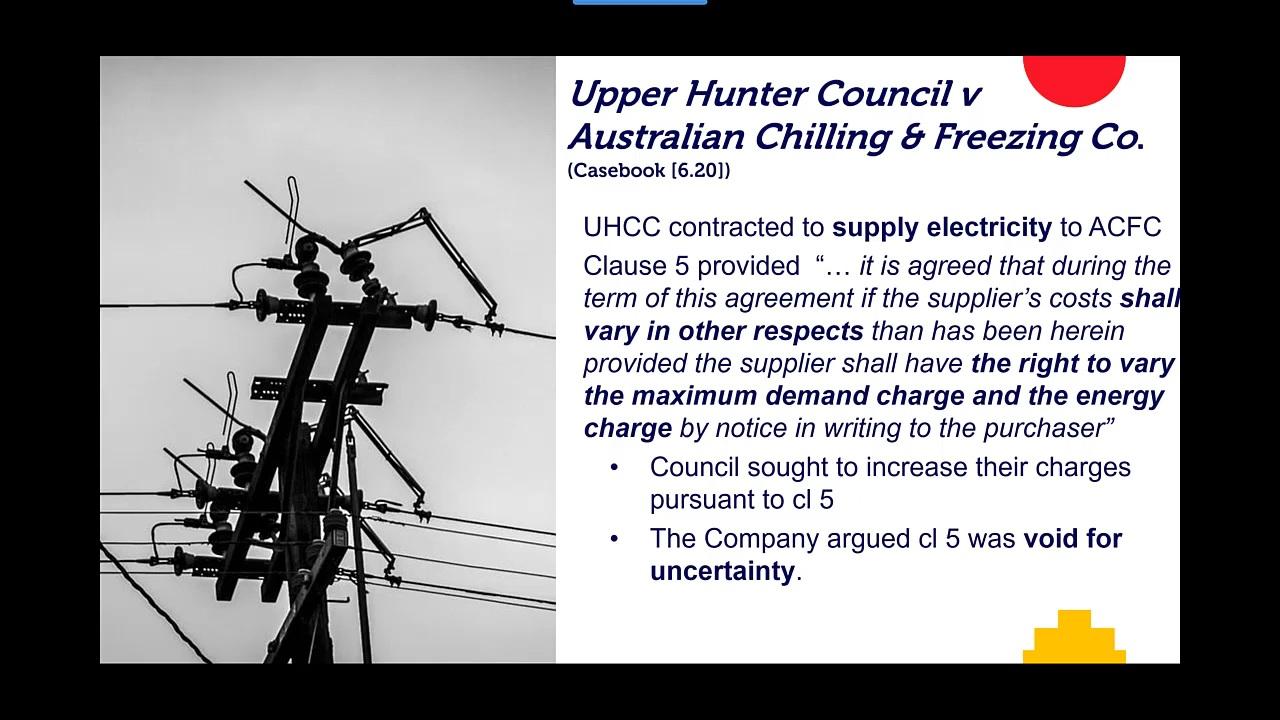 Upper Hunter Council v
Australian Chilling & Freezing Co.
(Casebook [6.20])
UHCC contracted to supply electricity to ACFC
Clause 5 provided “… it is agreed that during the
term of this agreement if the supplier’s costs shall
vary in other respects than has been herein
provided the supplier shall have the right to vary
the maximum demand charge and the energy
charge by notice in writing to the purchaser”
• Council sought to increase their charges
pursuant to cl 5
• The Company argued cl 5 was void for
uncertainty.